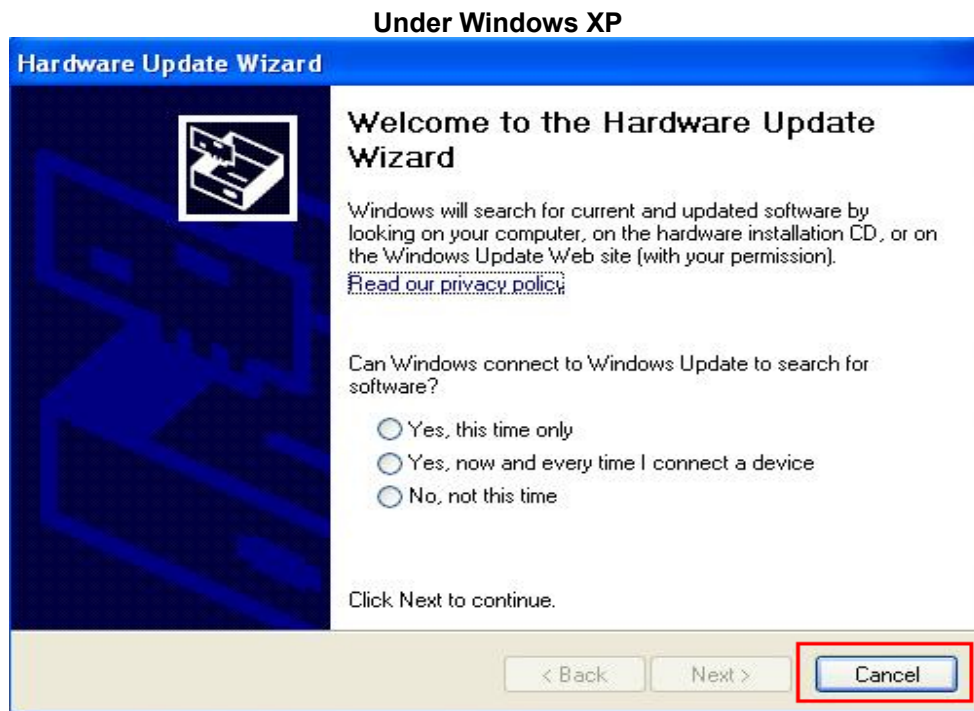 Under Windows XP
Hardware Update Wizard
Welcome to the Hardware Update
Wizard
Windows will search for current and updated software by
looking on your computer, on the hardware installation CD, or on
the Windows Update Web site (with your permission).
Read our privacy policy
Can Windows connect to Windows Update to search for
software?
Yes, this time only
Yes, now and every time I connect a device
No, not this time
Click Next to continue.
< Back
Next >
Cancel